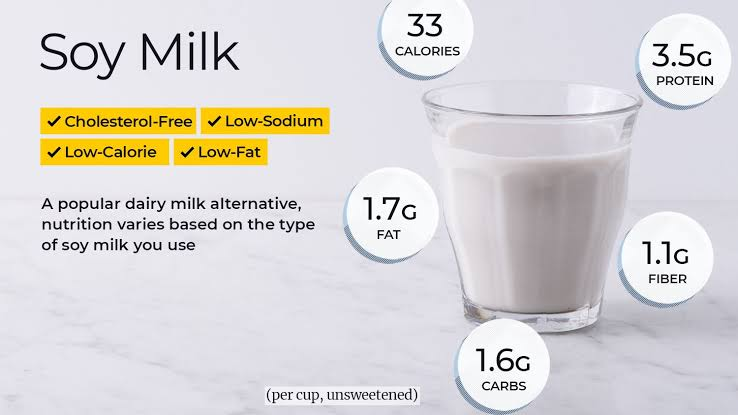 Soy Milk
✓ Cholesterol-Free ✓ Low-Sodium
✓ Low-Calorie ✓ Low-Fat
A popular dairy milk alternative,
nutrition varies based on the type
of soy milk you use
33
CALORIES
3.5G
PROTEIN
1.7G
FAT
1.1G
FIBER
1.6G
CARBS
(per cup, unsweetened)